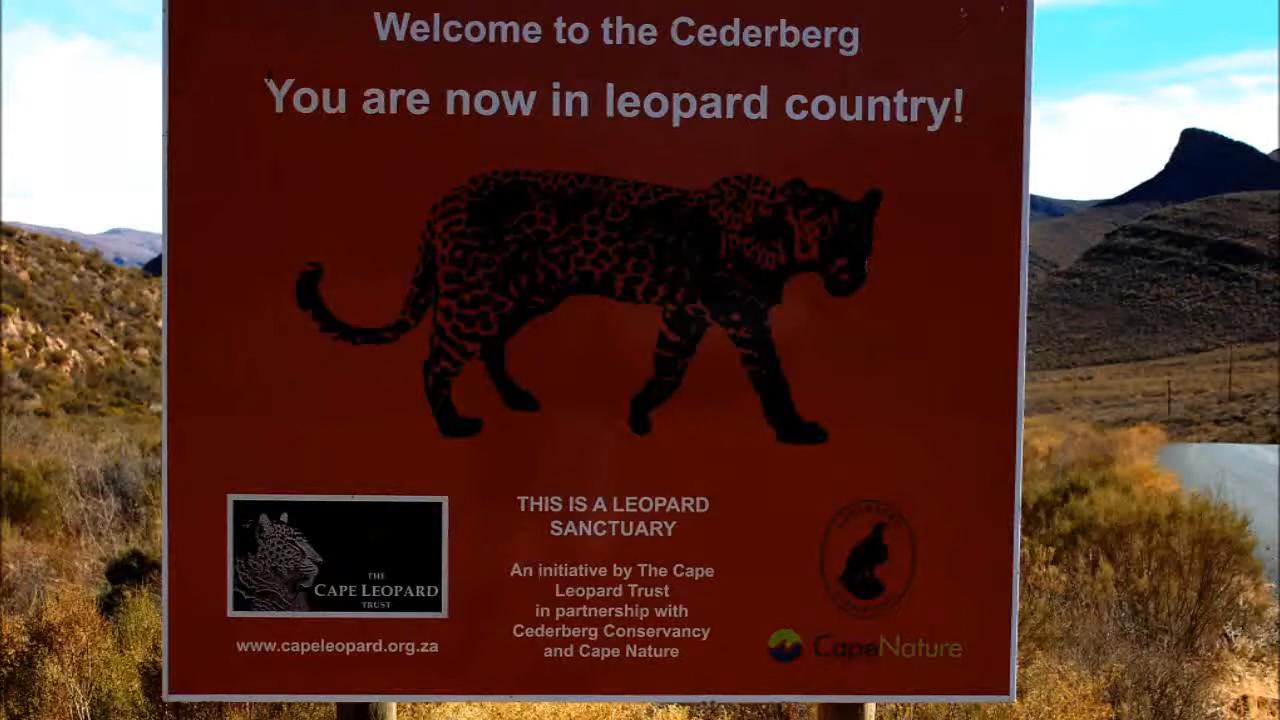 Welcome to the Cederberg
You are now in leopard country!
THIS IS A LEOPARD
SANCTUARY
An initiative by The Cape
Leopard Trust
in partnership with
Cederberg Conservancy
and Cape Nature
THE
CAPE LEOPARD
TRUST
www.capeleopard.org.za
CapeNature